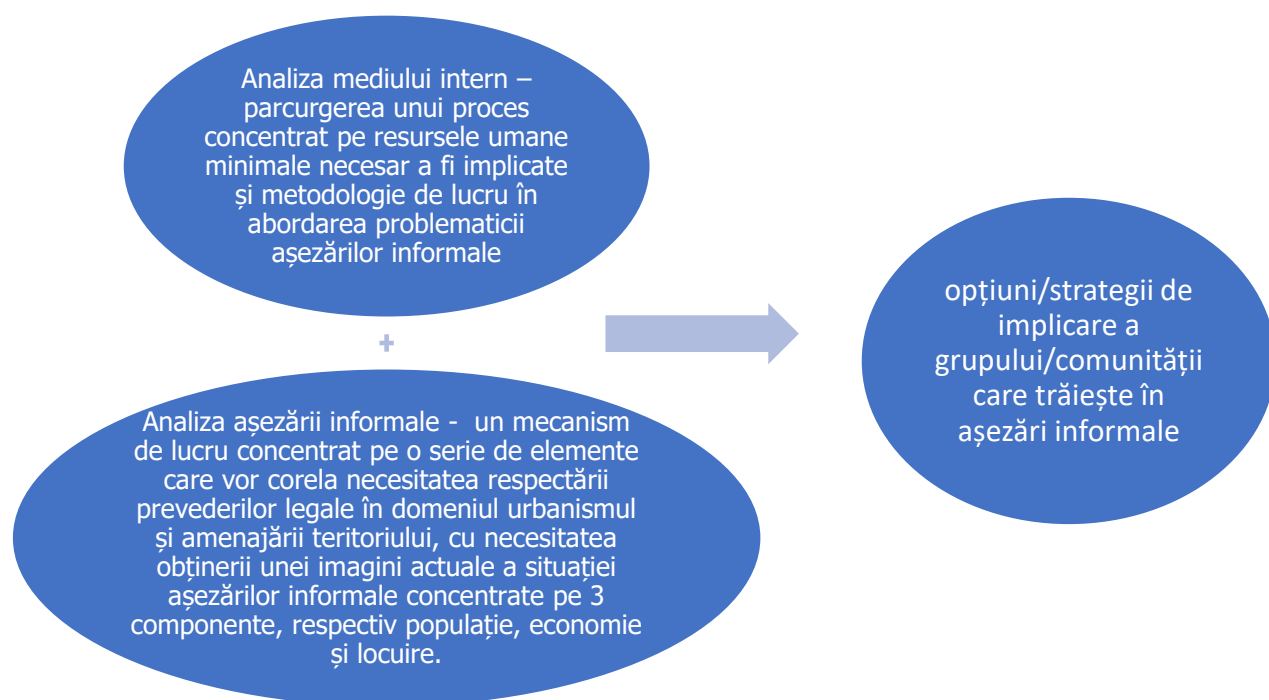 Analiza mediului intern –
parcurgerea unui proces
concentrat pe resursele umane
minimale necesar a fi implicate
și metodologie de lucru în
abordarea problematicii
așezărilor informale
+
Analiza așezării informale - un mecanism
de lucru concentrat pe o serie de elemente
care vor corela necesitatea respectării
prevederilor legale în domeniul urbanismul
și amenajării teritoriului, cu necesitatea
obținerii unei imagini actuale a situației
așezărilor informale concentrate pe 3
componente, respectiv populație, economie
și locuire.
opțiuni/strategii de
implicare a
grupului/comunității
care trăiește în
așezări informale